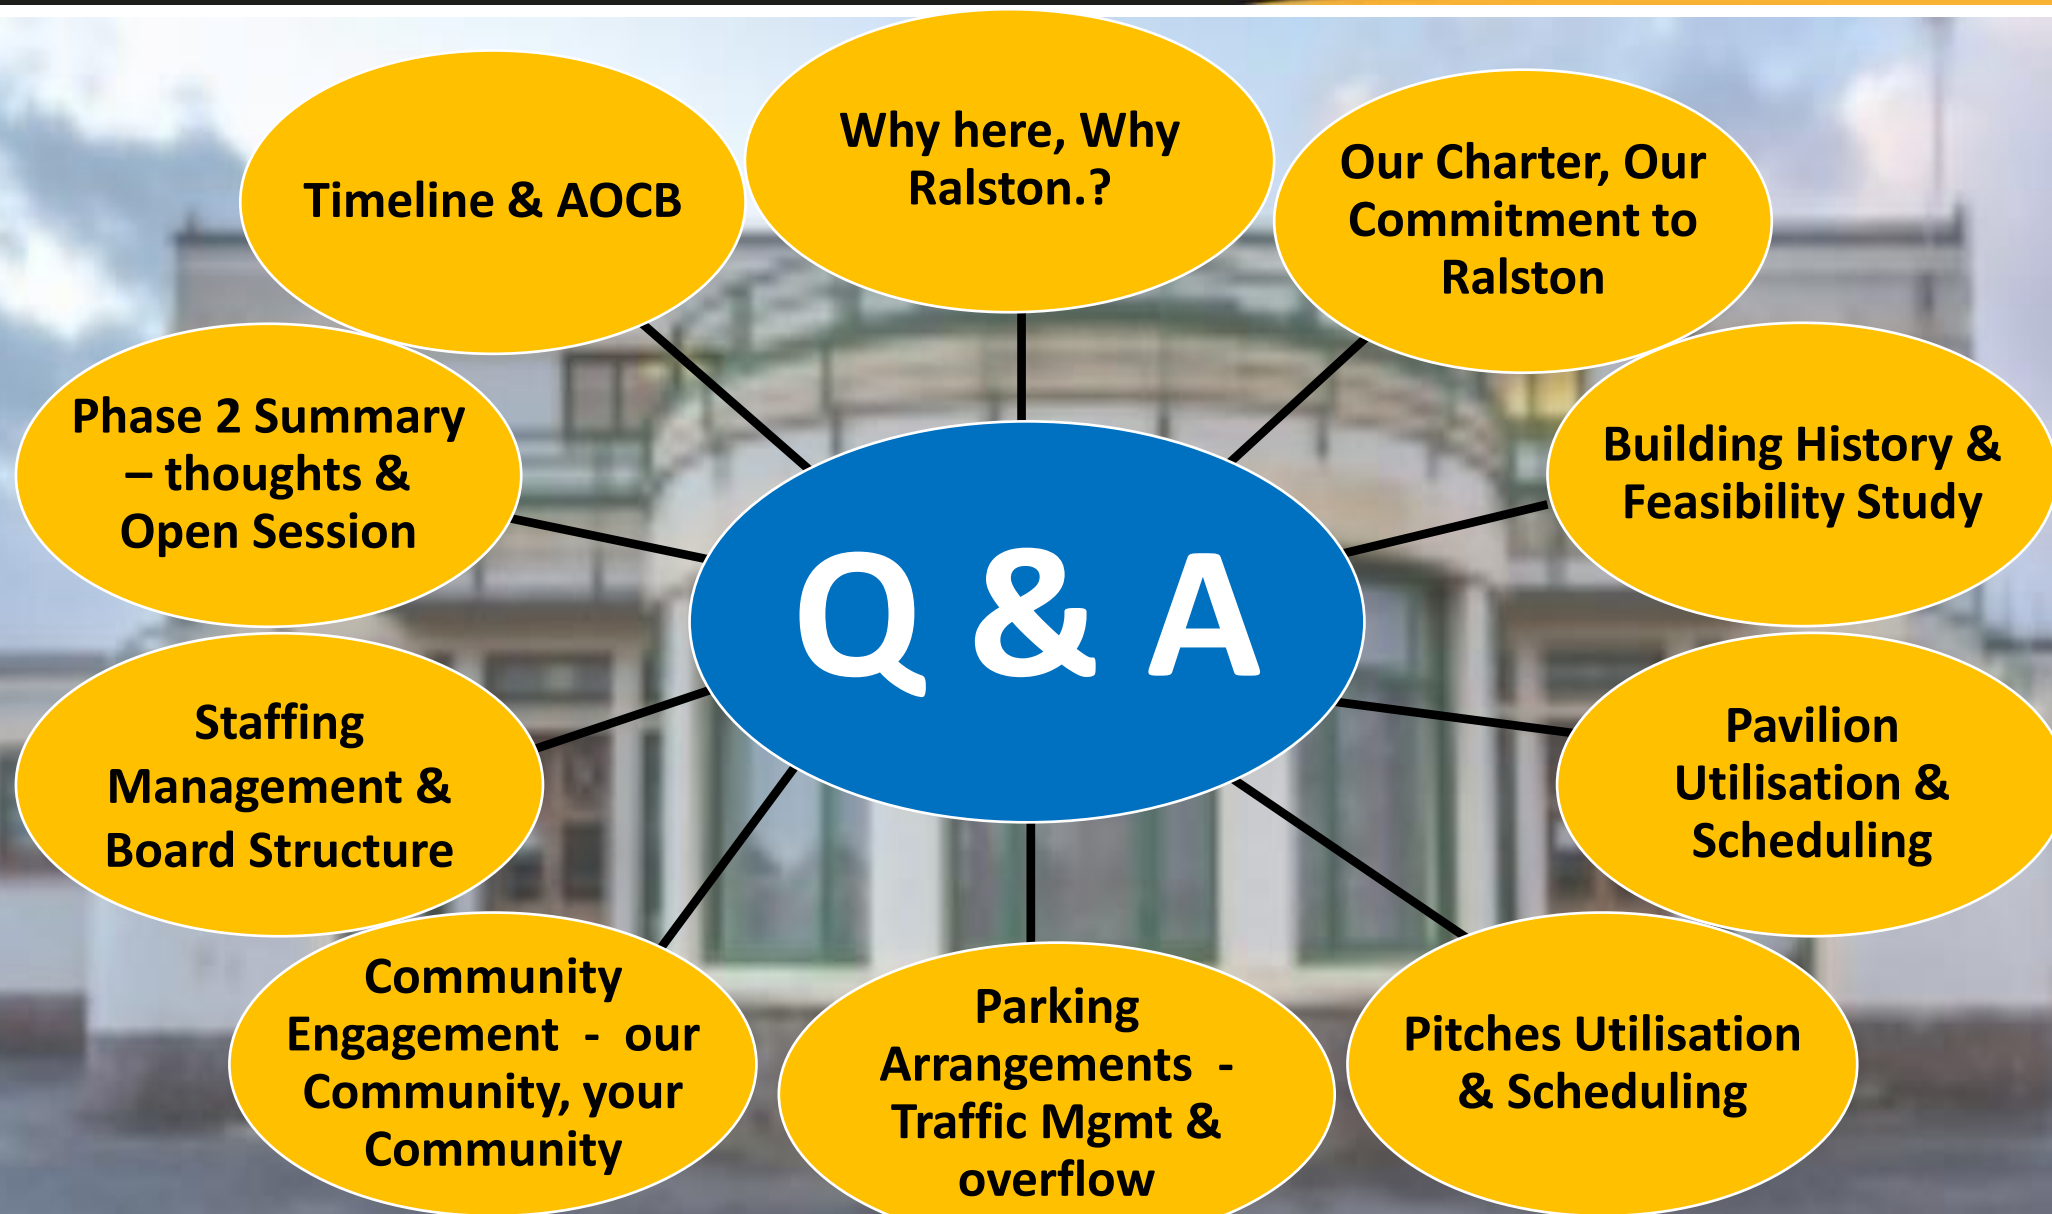 Why here, Why
Ralston.?
Our Charter, Our
Commitment to
Ralston
Building History &
Feasibility Study
Pavilion
Utilisation &
Scheduling
Pitches Utilisation
& Scheduling
Parking
Arrangements  -
Traffic Mgmt &
overflow
Community
Engagement  -  our
Community, your
Community
Staffing
Management &
Board Structure
Phase 2 Summary
– thoughts &
Open Session
Timeline & AOCB
Q & A